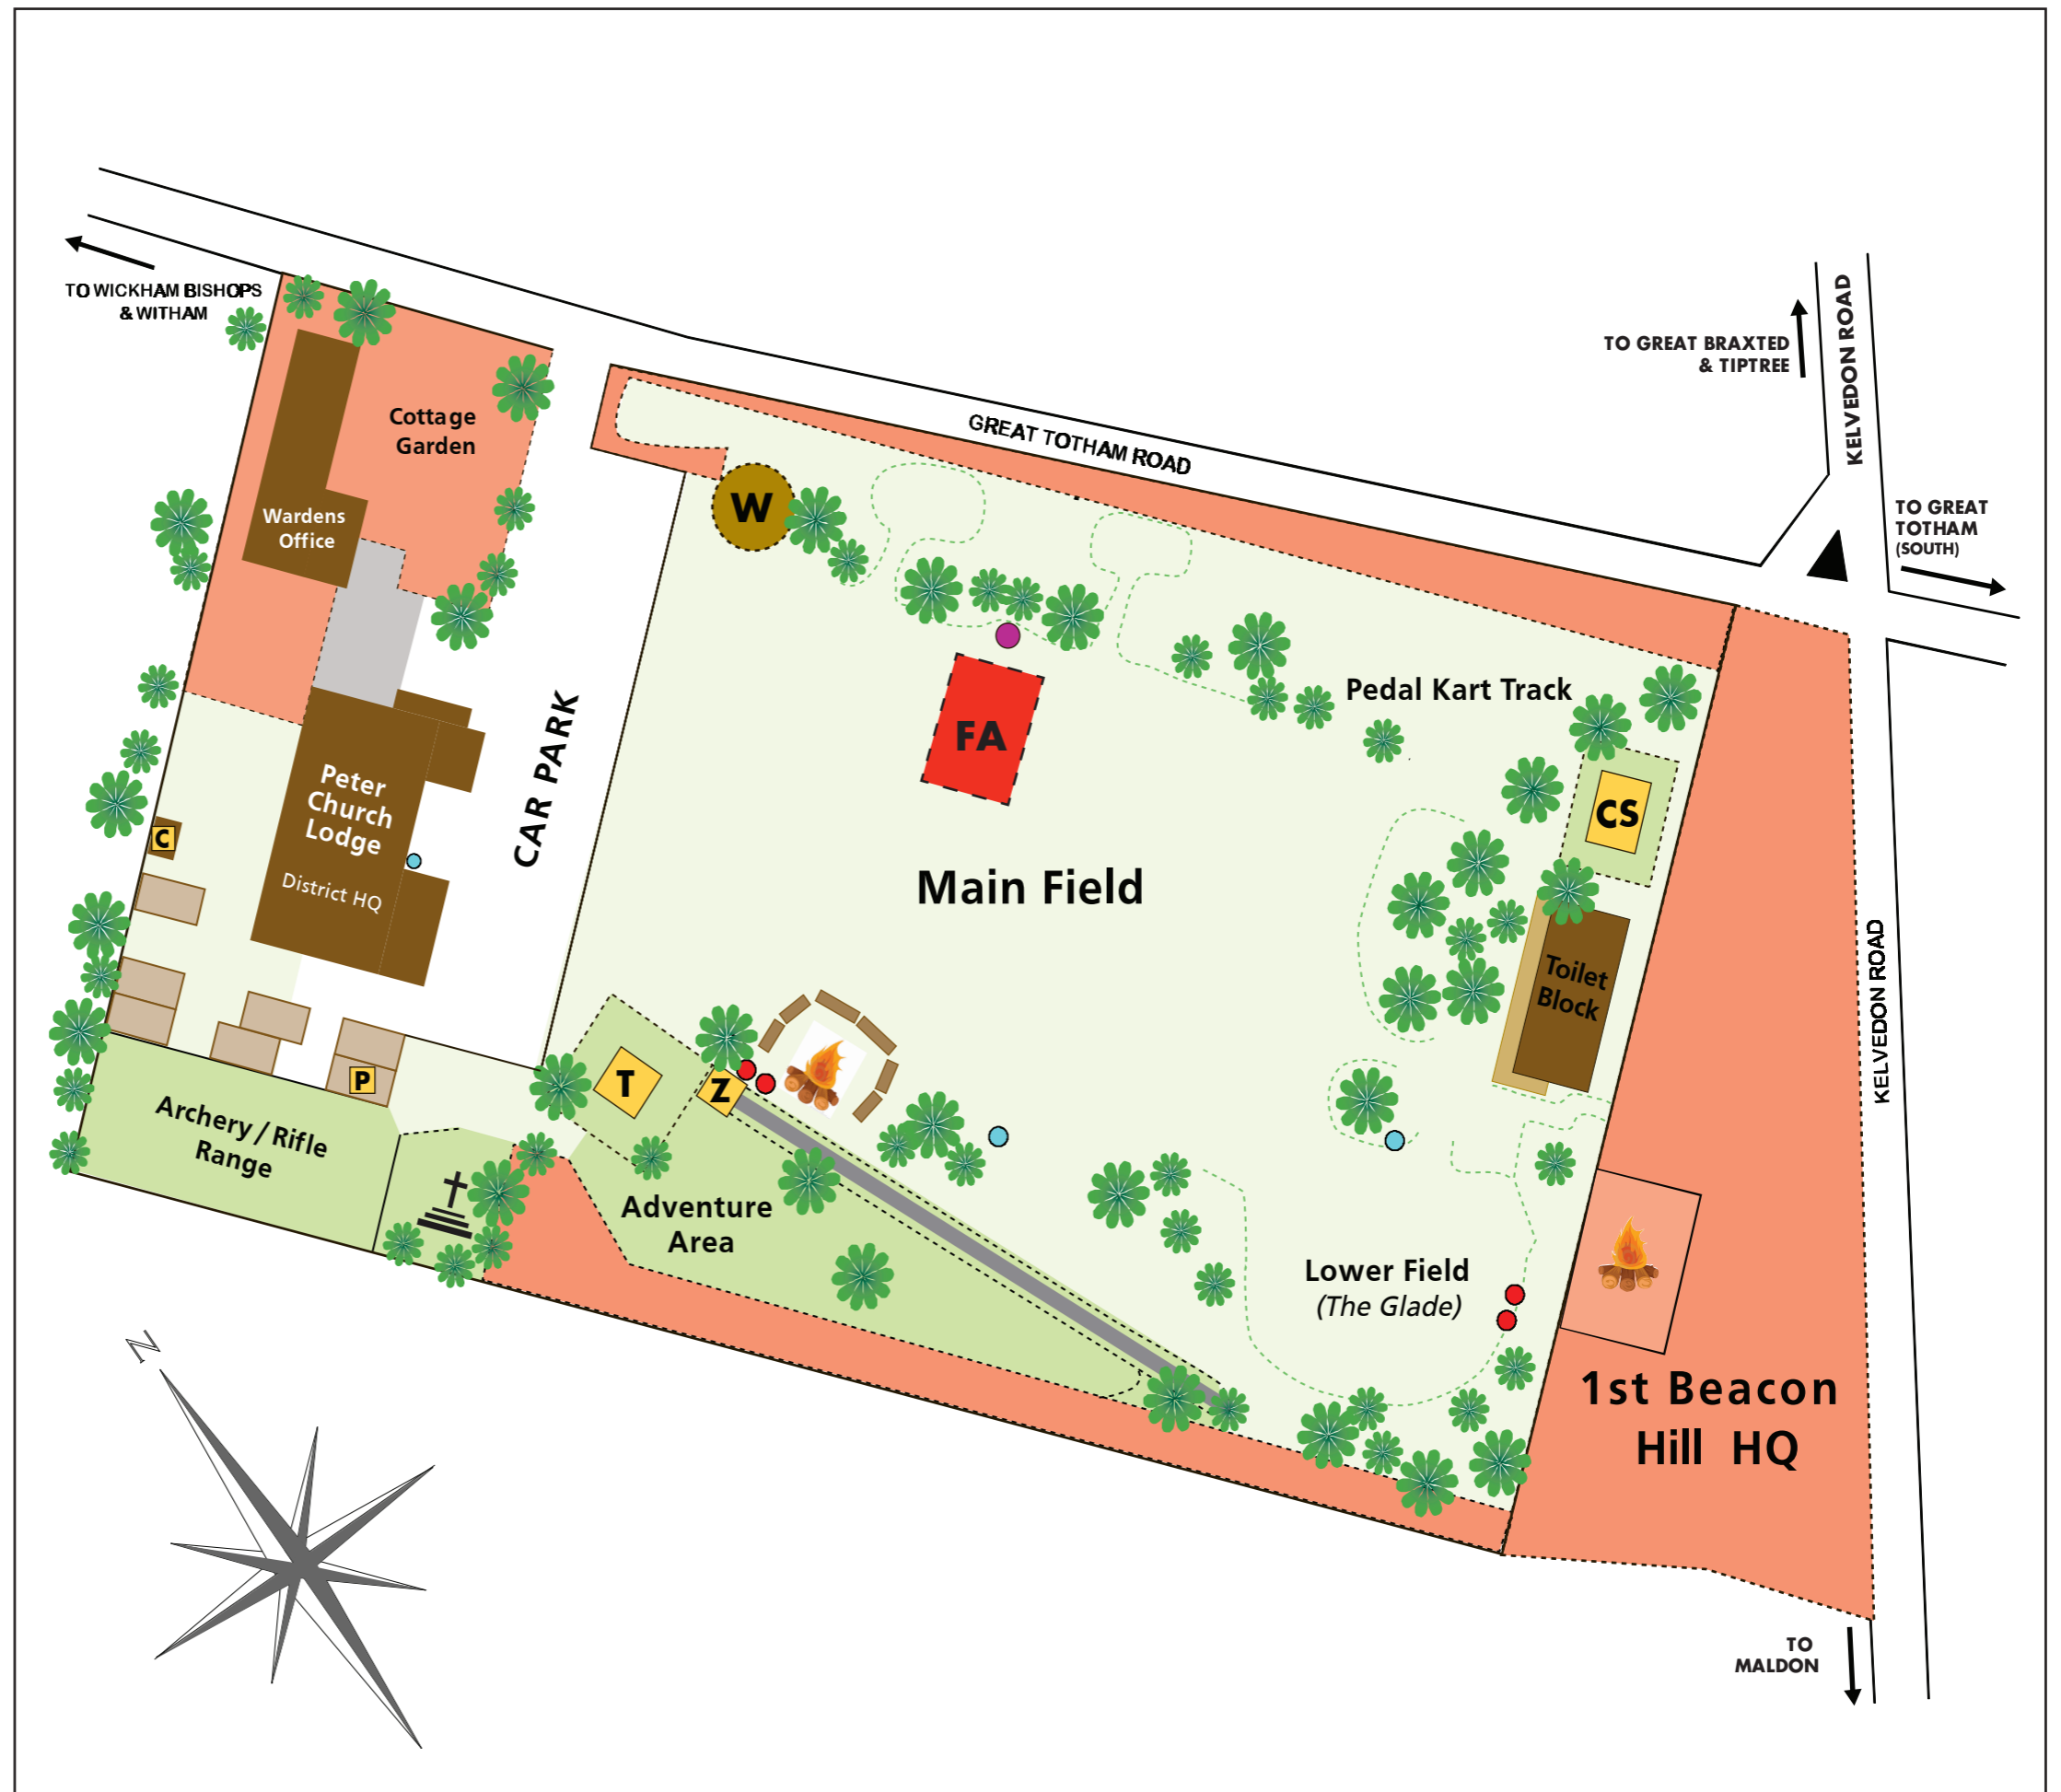 TO WICKHAM BISHOPS
& WITHAM
Cottage
Garden
Wardens
Office
GREAT TOTHAM ROAD
TO GREAT BRAXTED
& TIPTREE
KELVEDON ROAD
TO GREAT
TOTHAM
(SOUTH)
W
FA
Pedal Kart Track
CS
Peter
Church
Lodge
District HQ
CAR PARK
C
Main Field
Toilet
Block
KELVEDON ROAD
T
Z
P
Archery / Rifle
Range
Adventure
Area
Lower Field
(The Glade)
1st Beacon
Hill HQ
N
TO
MALDON